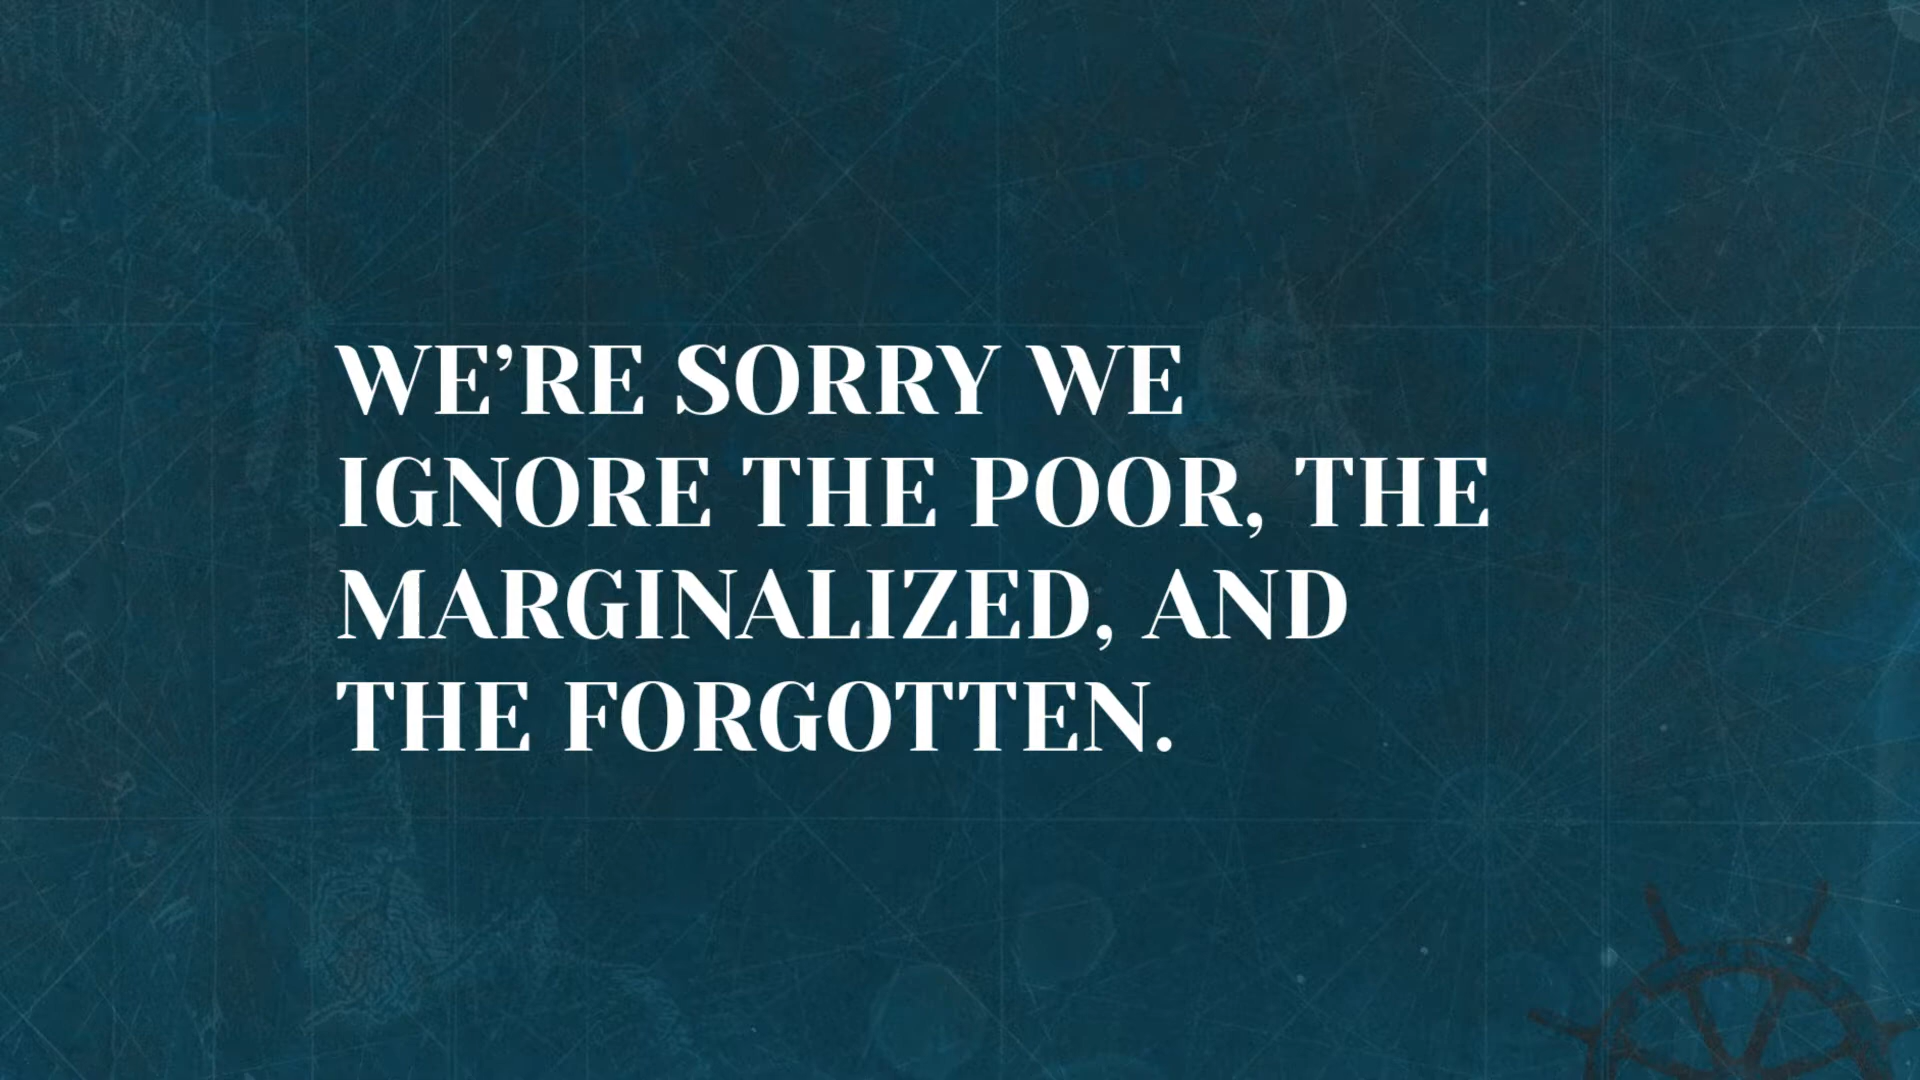 WE’RE SORRY WE
IGNORE THE POOR, THE
MARGINALIZED, AND
THE FORGOTTEN.